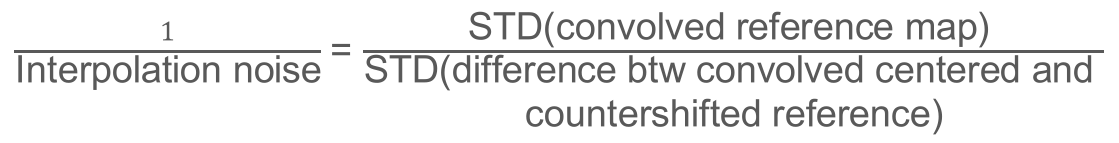 1
Interpolation noise
=
STD(convolved reference map)
STD(difference btw convolved centered and
countershifted reference)